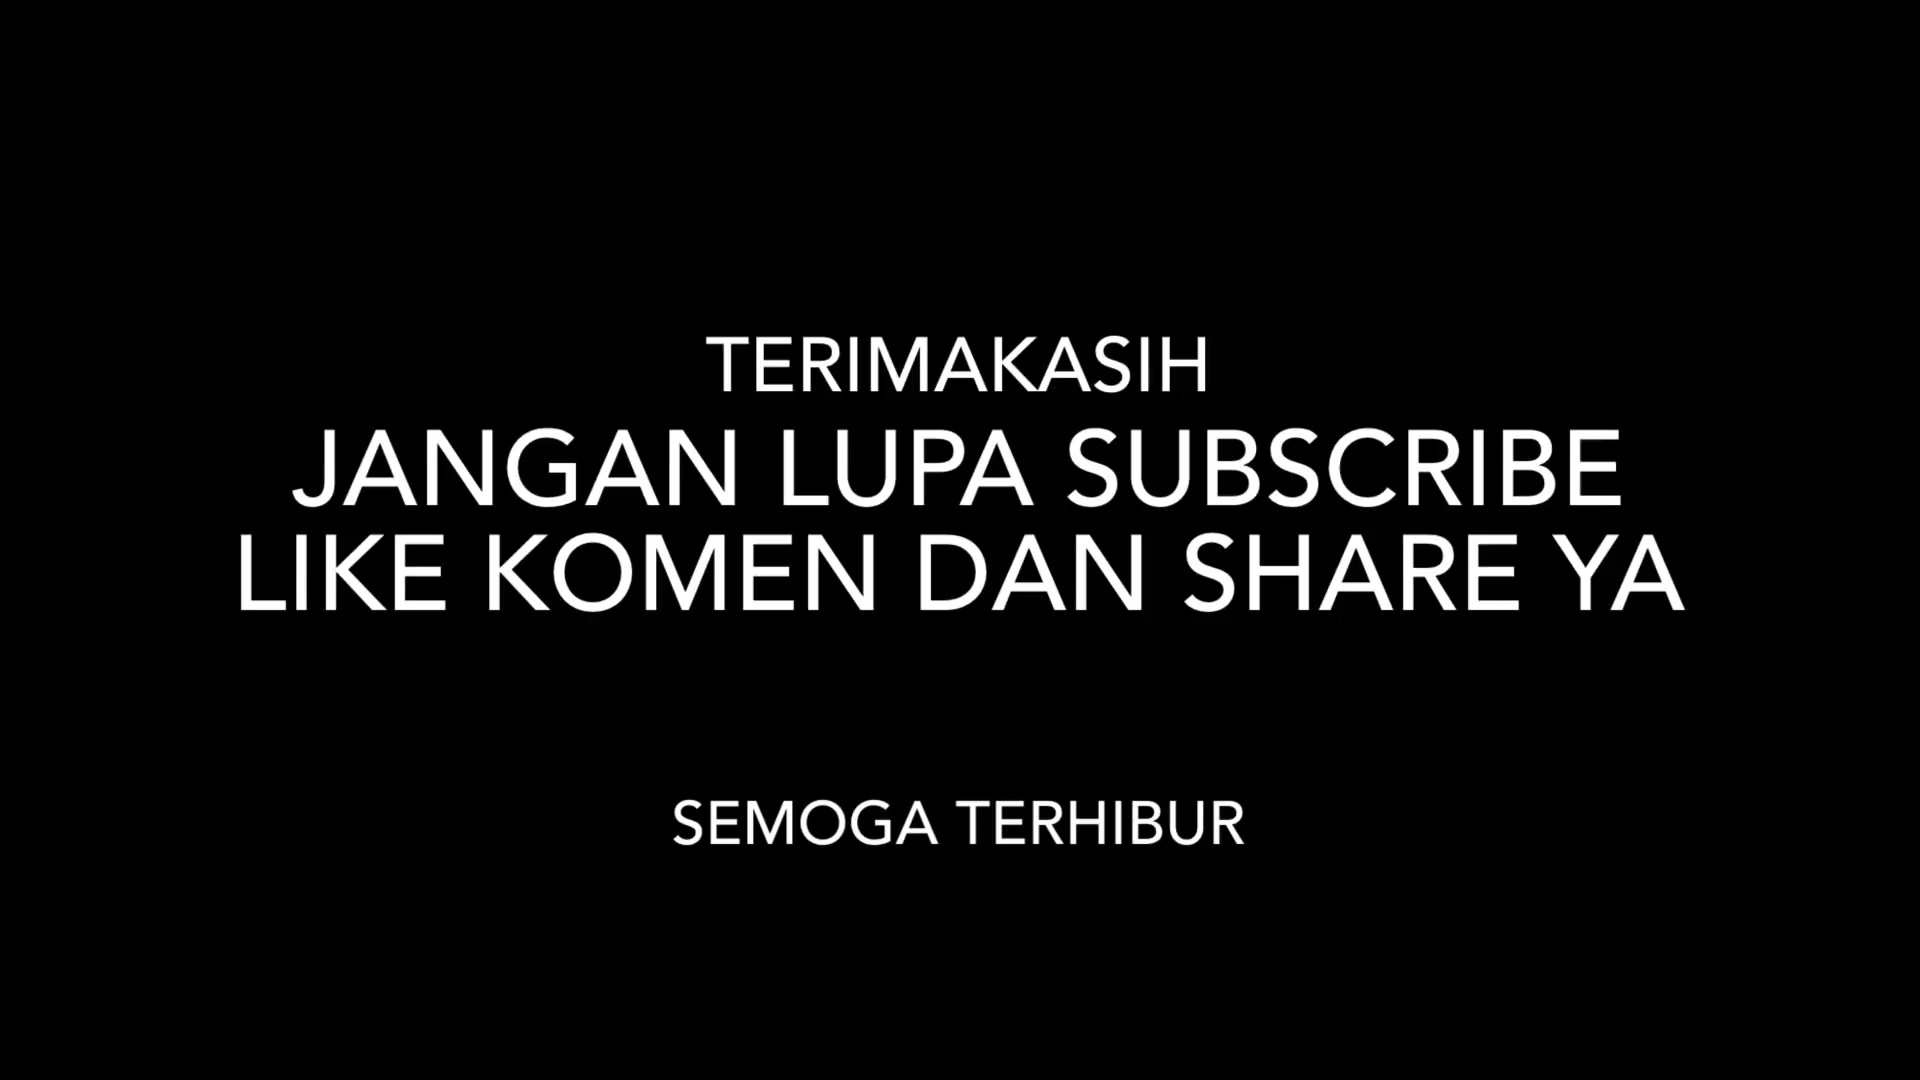 TERIMAKASIH
JANGAN LUPA SUBSCRIBE
LIKE KOMEN DAN SHARE YA
SEMOGA TERHIBUR